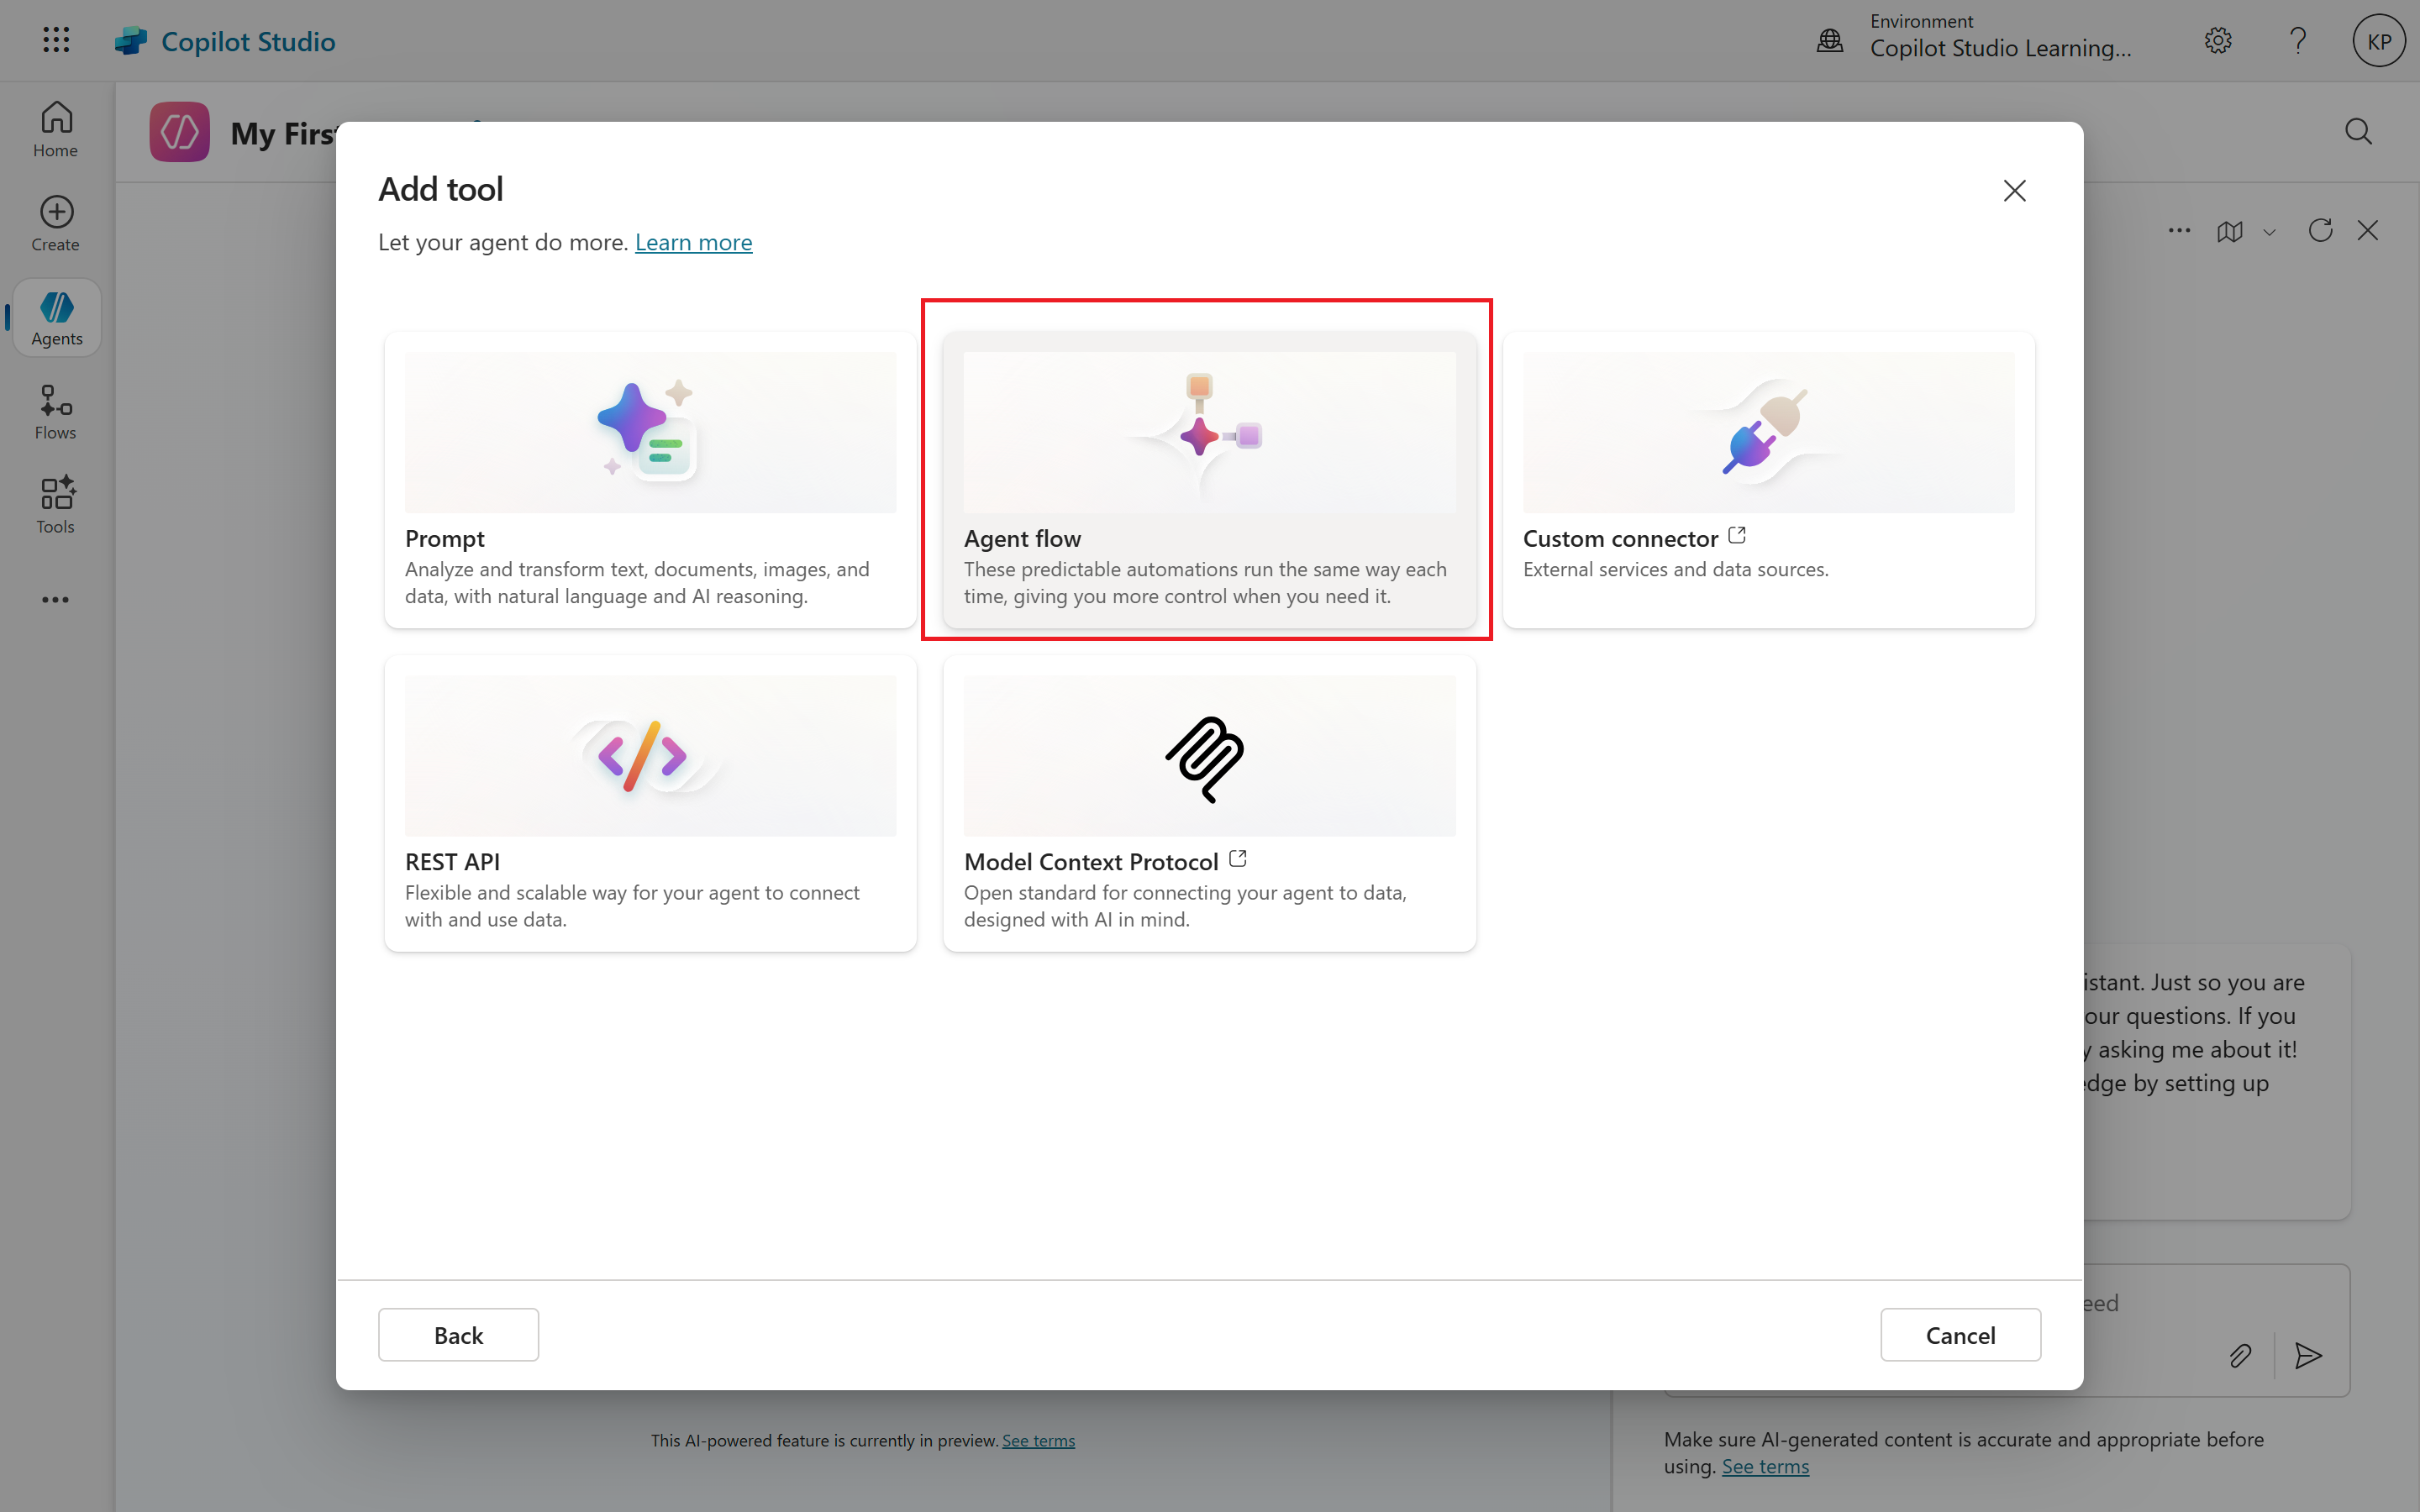 Copilot Studio
Environment
Copilot Studio Learning...
KP
Home
Create
Agents
Flows
Tools
My First
Add tool
Let your agent do more. Learn more
Prompt
Analyze and transform text, documents, images, and
data, with natural language and AI reasoning.
Agent flow
These predictable automations run the same way each
time, giving you more control when you need it.
Custom connector
External services and data sources.
REST API
Flexible and scalable way for your agent to connect
with and use data.
Model Context Protocol
Open standard for connecting your agent to data,
designed with AI in mind.
istant. Just so you are
our questions. If you
y asking me about it!
edge by setting up
eed
Back
Cancel
This AI-powered feature is currently in preview. See terms
Make sure AI-generated content is accurate and appropriate before
using. See terms